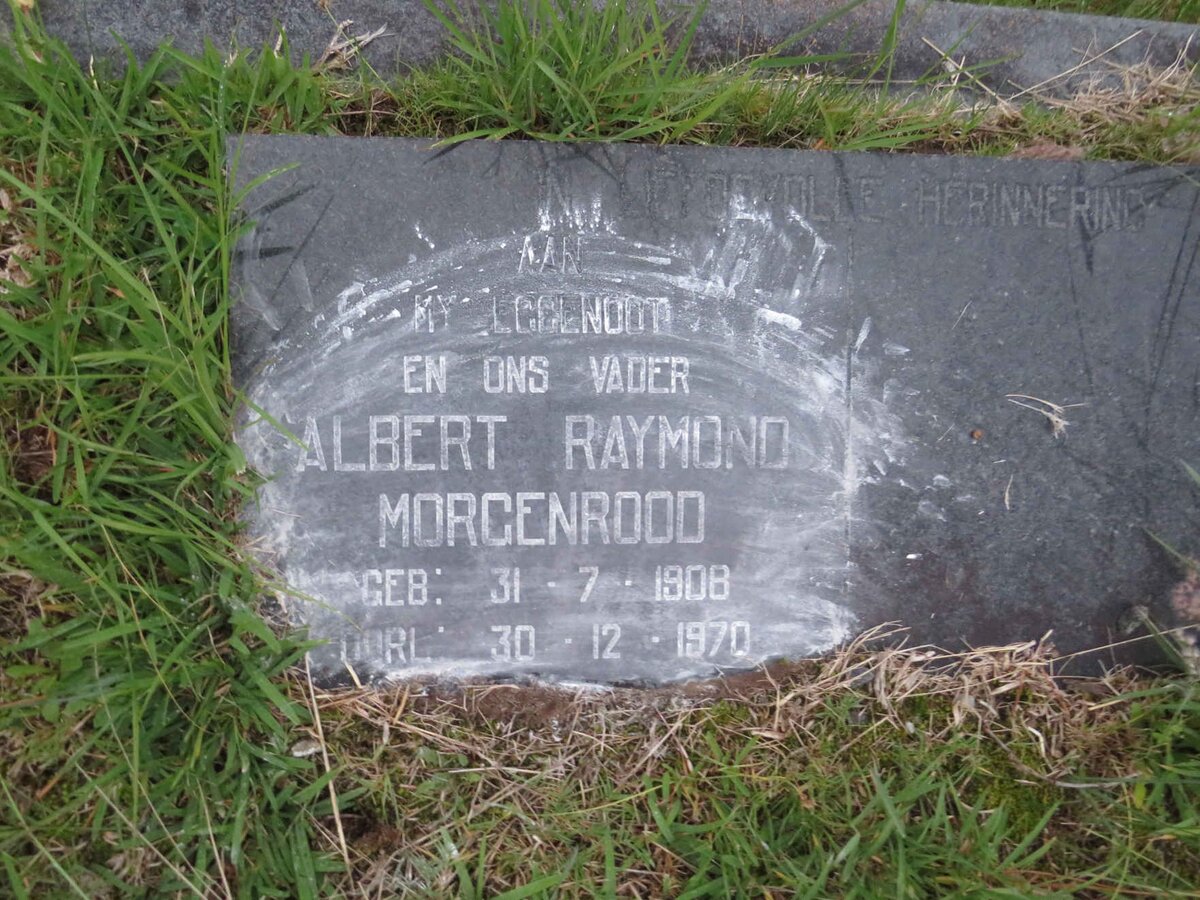 IN LIEFDEVOLLE HERINNERING
AAN
MY EGGENOOT
EN ONS VADER
ALBERT RAYMOND
MORGENROOD
GEB: 31 - 7 - 1908
OORL: 30 - 12 - 1970